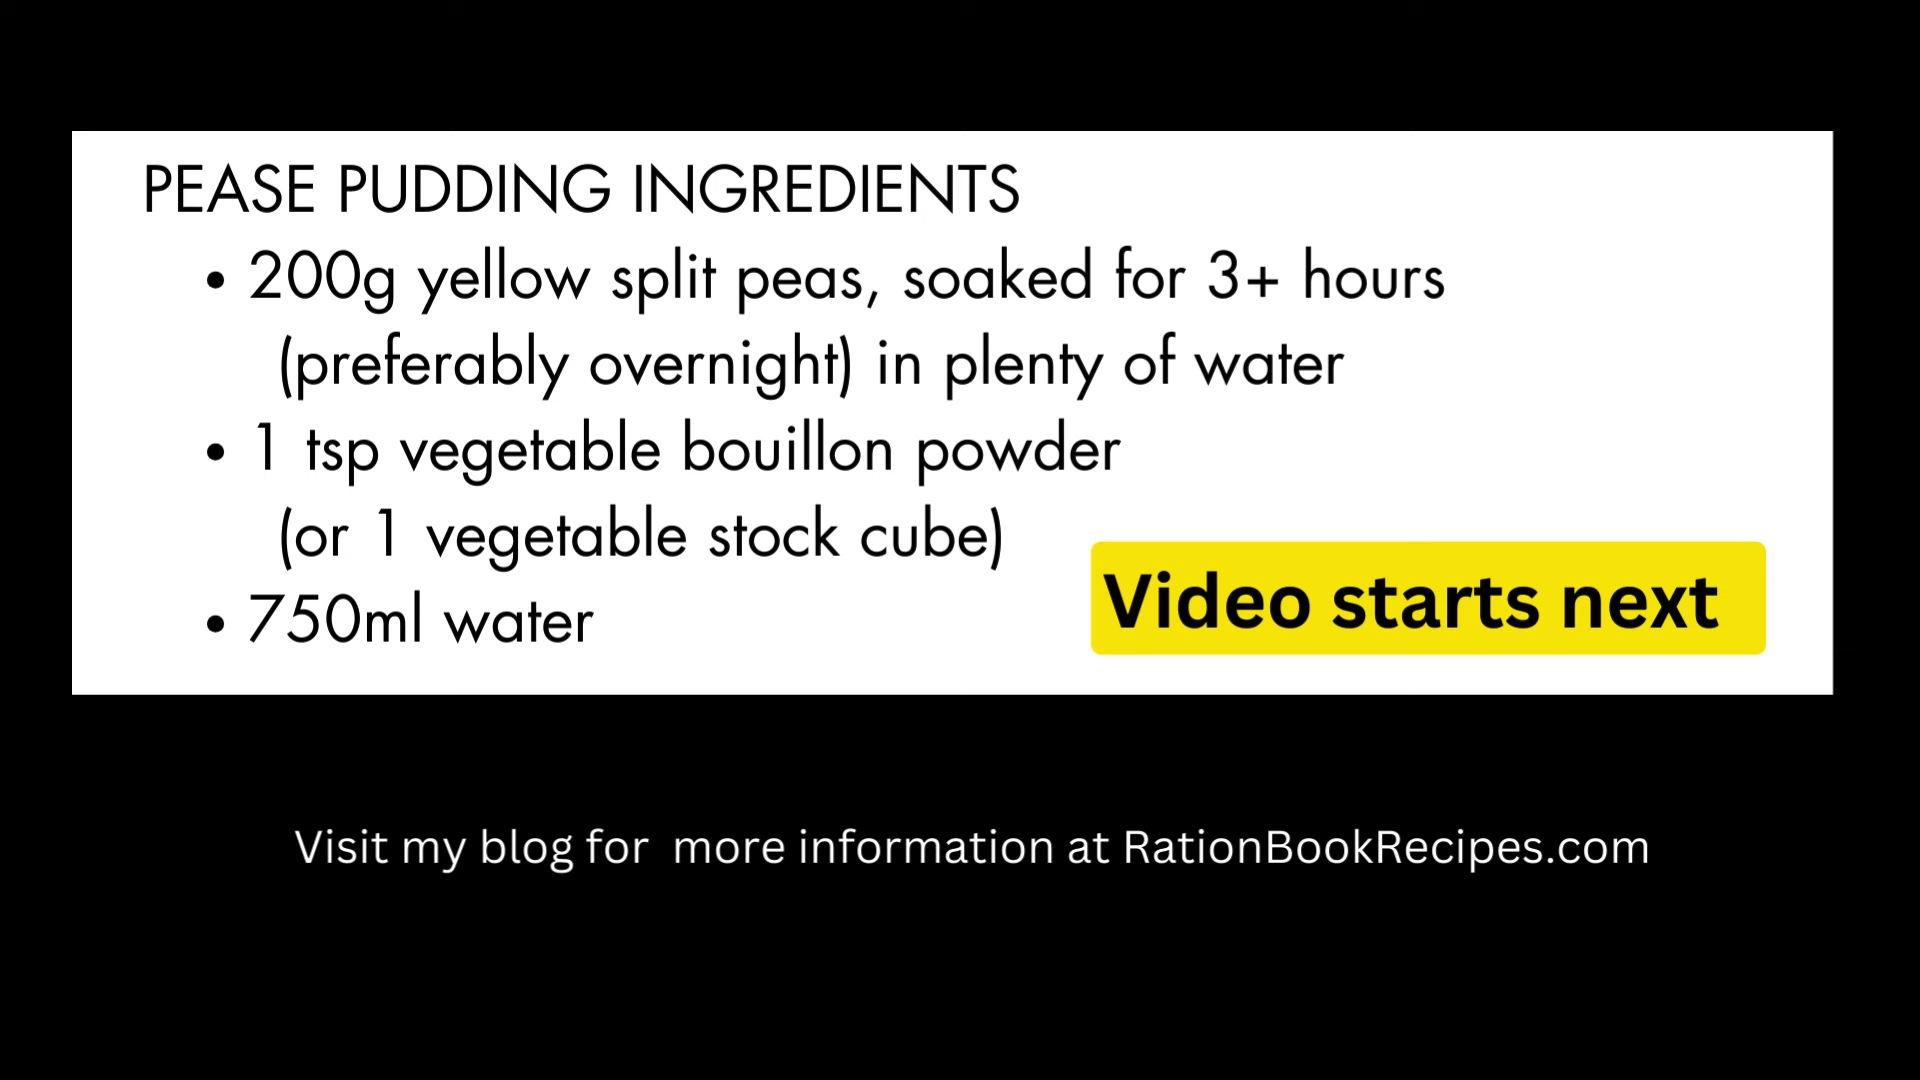 PEASE PUDDING INGREDIENTS
• 200g yellow split peas, soaked for 3+ hours
(preferably overnight) in plenty of water
• 1 tsp vegetable bouillon powder
(or 1 vegetable stock cube)
• 750ml water
Video starts next
Visit my blog for  more information at RationBookRecipes.com